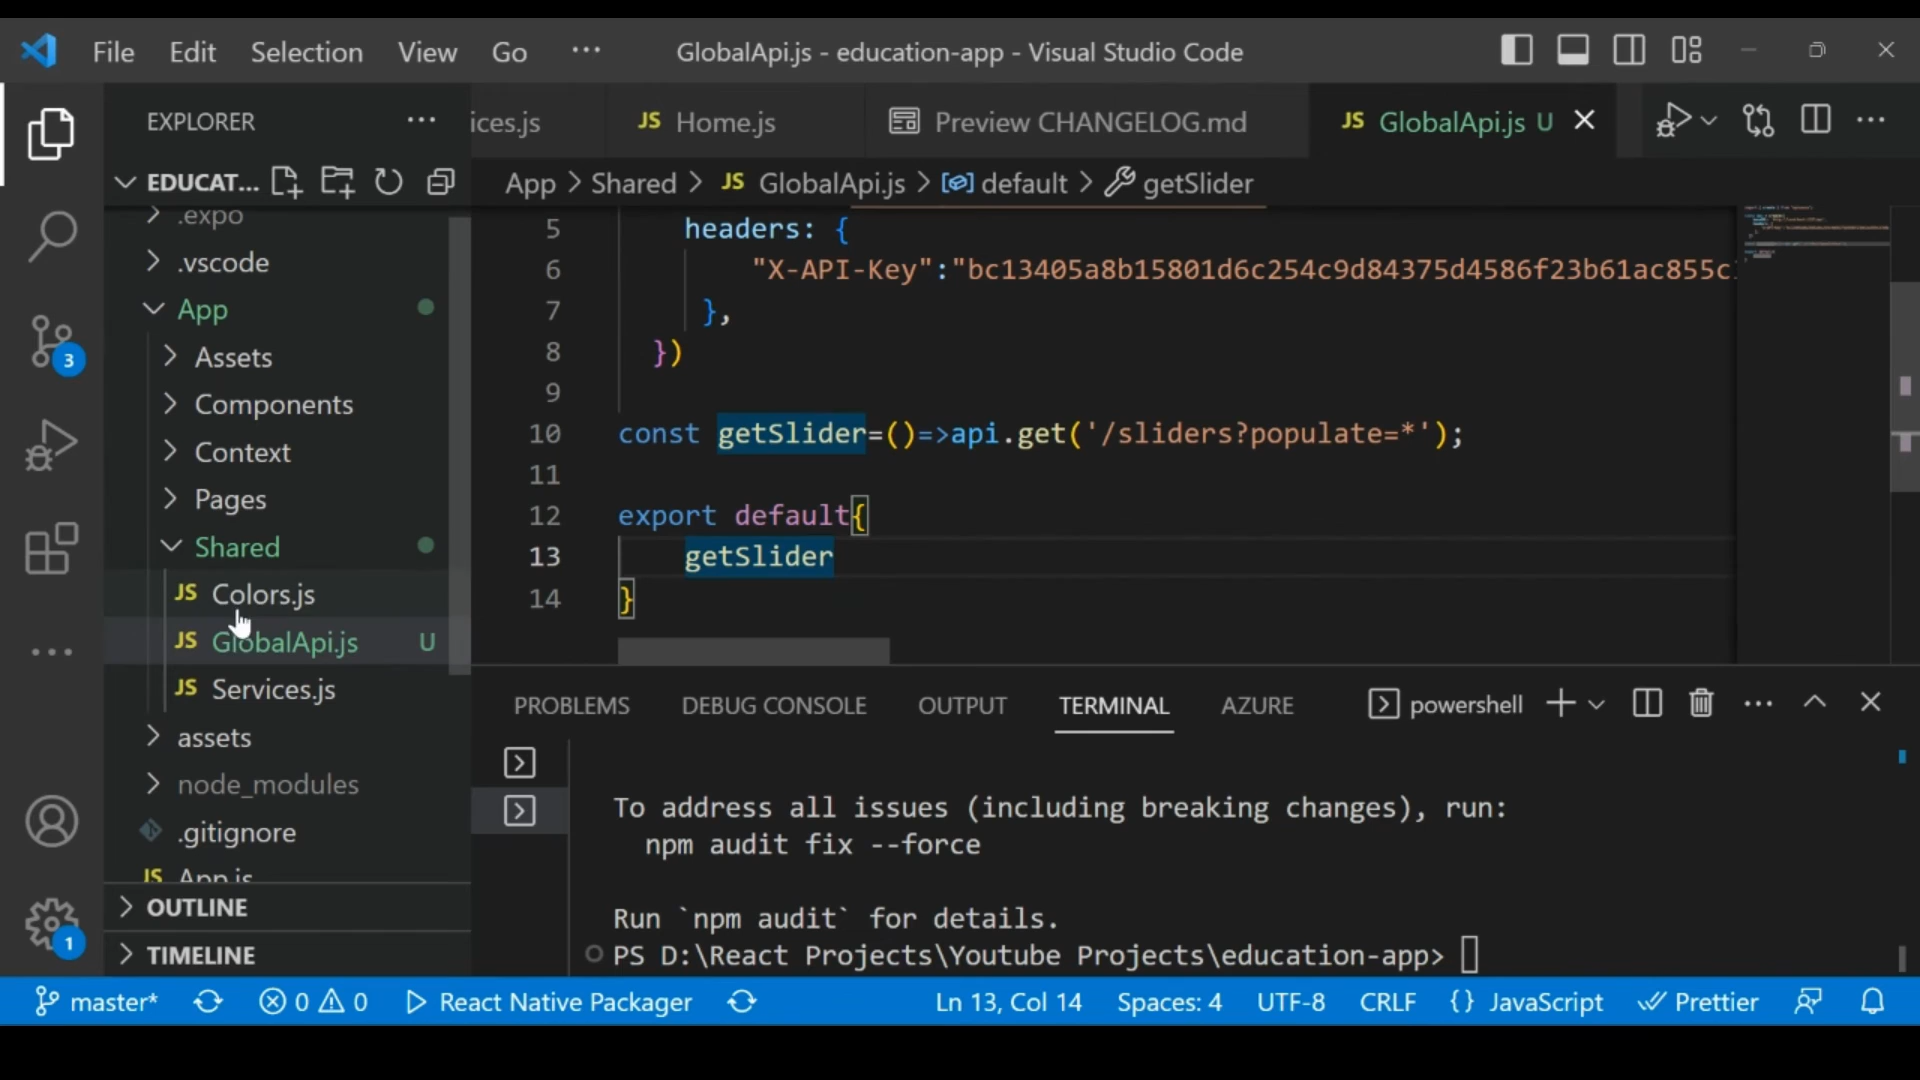 File Edit Selection View Go ··· GlobalApi.js - education-app - Visual Studio Code
EXPLORER ···
ices.js JS Home.js Preview CHANGELOG.md JS GlobalApi.js U
EDUCAT...
App > Shared > JS GlobalApi.js > default > getSlider
.expo
.vscode
App
Assets
Components
Context
Pages
Shared
JS Colors.js
JS GlobalApi.js U
JS Services.js
assets
node_modules
.gitignore
JS App.js
OUTLINE
TIMELINE
5 headers: {
6 "X-API-Key":"bc13405a8b15801d6c254c9d84375d4586f23b61ac855c
7 },
8 })
9
10 const getSlider=()=>api.get('/sliders?populate=*');
11
12 export default{
13 getSlider
14 }
PROBLEMS DEBUG CONSOLE OUTPUT TERMINAL AZURE powershell
To address all issues (including breaking changes), run:
npm audit fix --force
Run `npm audit` for details.
PS D:\React Projects\Youtube Projects\education-app>
3
1
master* 0 0 React Native Packager Ln 13, Col 14 Spaces: 4 UTF-8 CRLF {} JavaScript Prettier